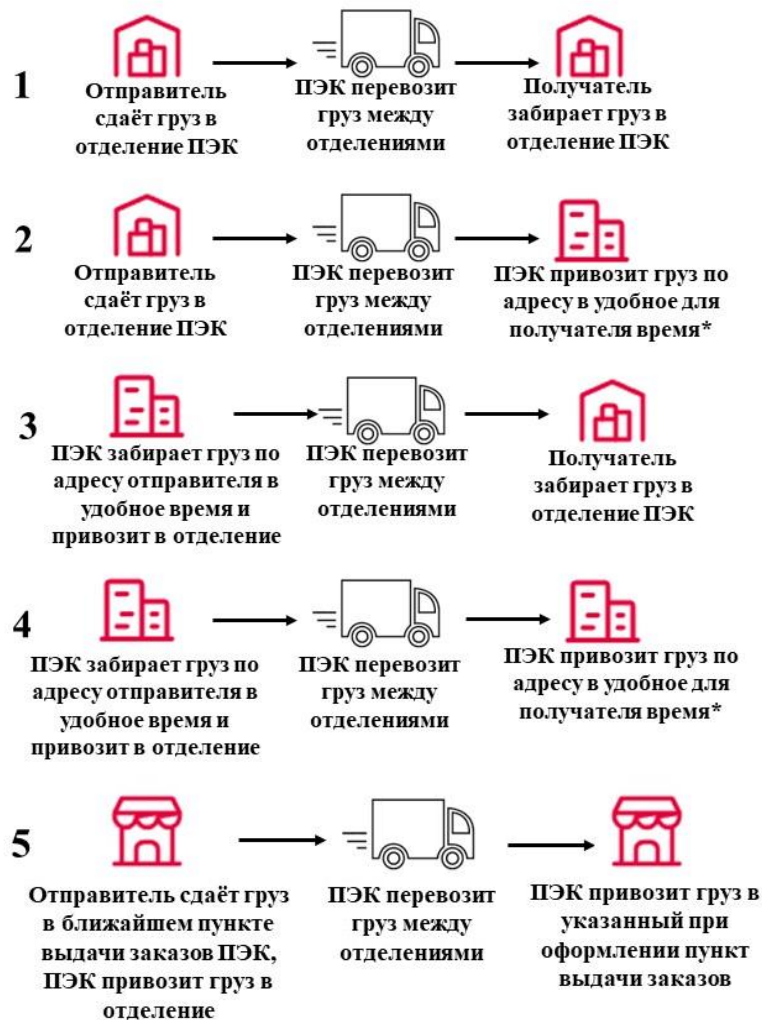 1
Отправитель
сдаёт груз в
отделение ПЭК
ПЭК перевозит
груз между
отделениями
Получатель
забирает груз в
отделение ПЭК
2
Отправитель
сдаёт груз в
отделение ПЭК
ПЭК перевозит
груз между
отделениями
ПЭК привозит груз по
адресу в удобное для
получателя время*
3
ПЭК забирает груз по
адресу отправителя в
удобное время и
привозит в отделение
ПЭК перевозит
груз между
отделениями
Получатель
забирает груз в
отделение ПЭК
4
ПЭК забирает груз по
адресу отправителя в
удобное время и
привозит в отделение
ПЭК перевозит
груз между
отделениями
ПЭК привозит груз по
адресу в удобное для
получателя время*
5
Отправитель сдаёт груз
в ближайшем пункте
выдачи заказов ПЭК,
ПЭК привозит груз в
отделение
ПЭК перевозит
груз между
отделениями
ПЭК привозит груз в
указанный при
оформлении пункт
выдачи заказов